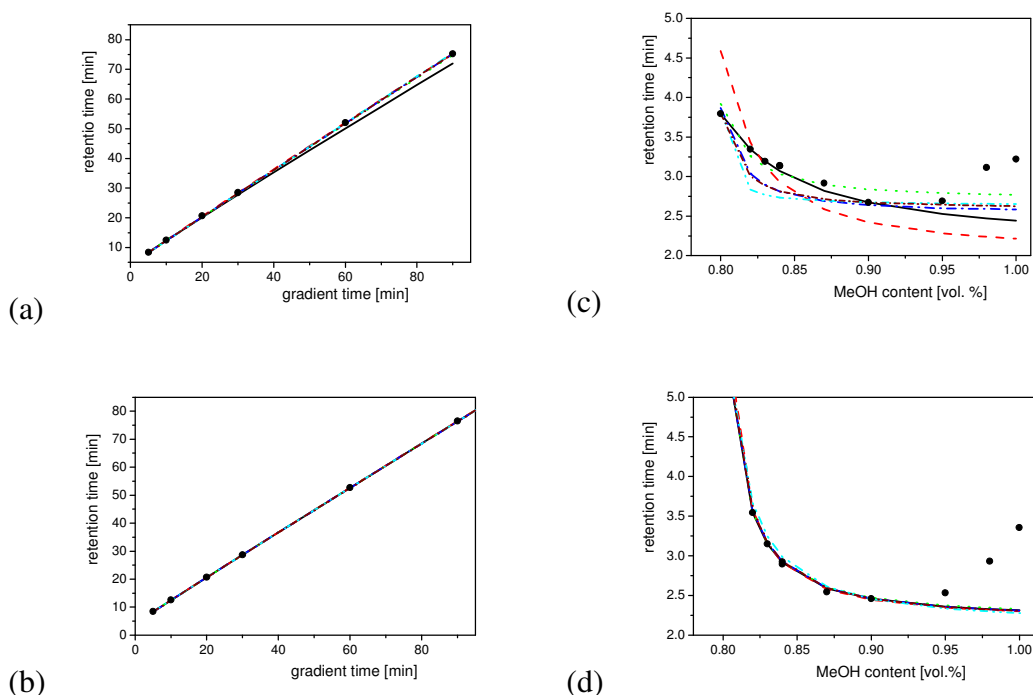 retentio time [min]
80
70
60
50
40
30
20
10
0 20 40 60 80
gradient time [min]
(a)
retention time [min]
5.0
4.5
4.0
3.5
3.0
2.5
2.0
0.80 0.85 0.90 0.95 1.00
MeOH content [vol. %]
(c)
retention time [min]
80
70
60
50
40
30
20
10
0
0 20 40 60 80
gradient time [min]
(b)
retention time [min]
5.0
4.5
4.0
3.5
3.0
2.5
2.0
0.80 0.85 0.90 0.95 1.00
MeOH content [vol.%]
(d)